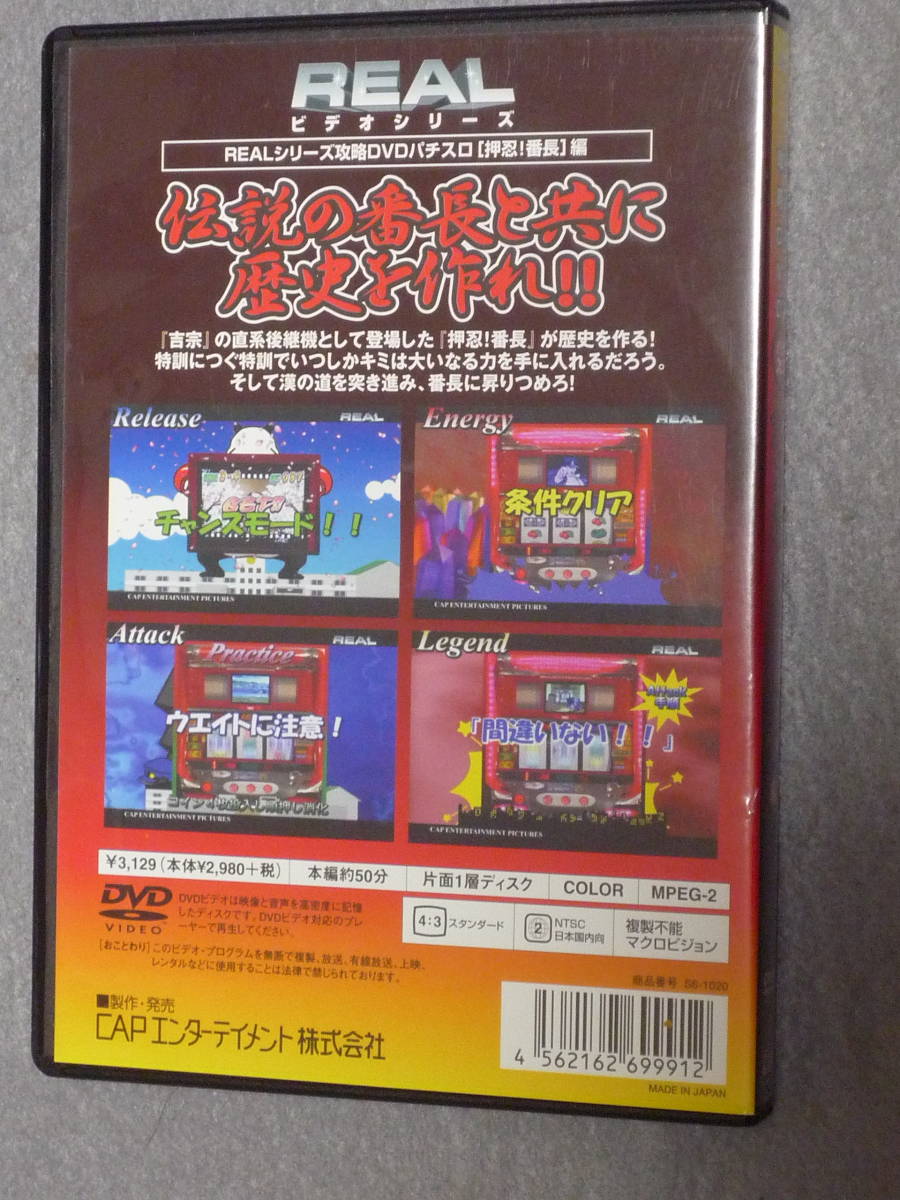 REAL
ビデオシリーズ
REALシリーズ攻略DVDパチスロ[押忍!番長]編
伝説の番長と共に
歴史を作れ!!
『吉宗』の直系後継機として登場した『押忍!番長』が歴史を作る!
特訓につぐ特訓でいつしかキミは大いなる力を手に入れるだろう。
そして漢の道を突き進み、番長に昇りつめろ!
Release
REAL
チャンスモード!!
CAP ENTERTAINMENT PICTURES
Energy
REAL
条件クリア
CAP ENTERTAINMENT PICTURES
Attack
REAL
Practice
ウエイトに注意!
CAP ENTERTAINMENT PICTURES
Legend
REAL
Attack
「間違いない!!」
CAP ENTERTAINMENT PICTURES
¥3,129(本体¥2,980+税)
本編約50分
片面1層ディスク
COLOR
MPEG-2
DVD
VIDEO
DVDビデオは映像と音声を高密度に記憶
したディスクです。DVDビデオ対応のプレ
ーヤーで再生してください。
4:3 スタンダード
2 NTSC
日本国内向
複製不能
マクロビジョン
[おことわり]このビデオ・プログラムを無断で複製、放送、有線放送、上映、
レンタルなどに使用することは法律で禁じられております。
商品番号 S6-1020
■製作・発売
CAPエンターテイメント株式会社
4 562162 699912
MADE IN JAPAN